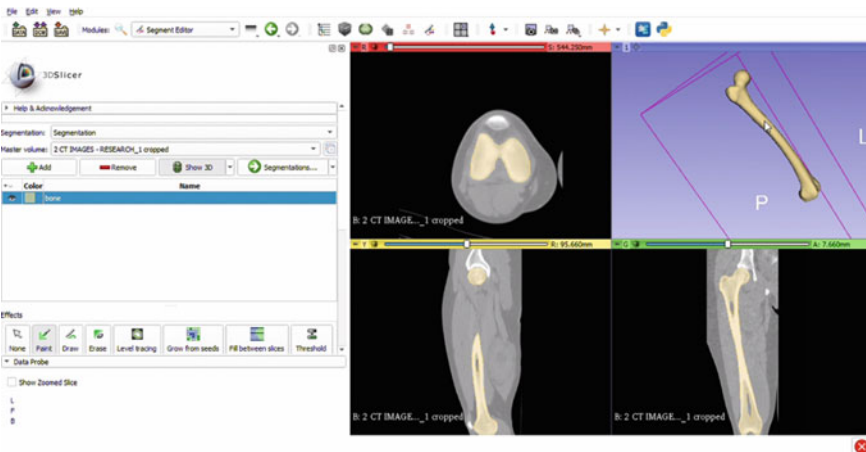 File Edit View Help
Modules: Segment Editor
3DSlicer
Help & Acknowledgement
Segmentation: Segmentation
Master volume: 2 CT IMAGES - RESEARCH_1 cropped
Add Remove Show 3D Segmentations...
Color Name
bone
Effects
None Paint Draw Erase Level tracing Grow from seeds Fill between slices Threshold
Data Probe
Show Zoomed Slice
L
F
B
R S: 544.250mm
B: 2 CT IMAGE..._1 cropped
1
L
P
Y R: 95.660mm
B: 2 CT IMAGE..._1 cropped
G A: 7.660mm
B: 2 CT IMAGE..._1 cropped